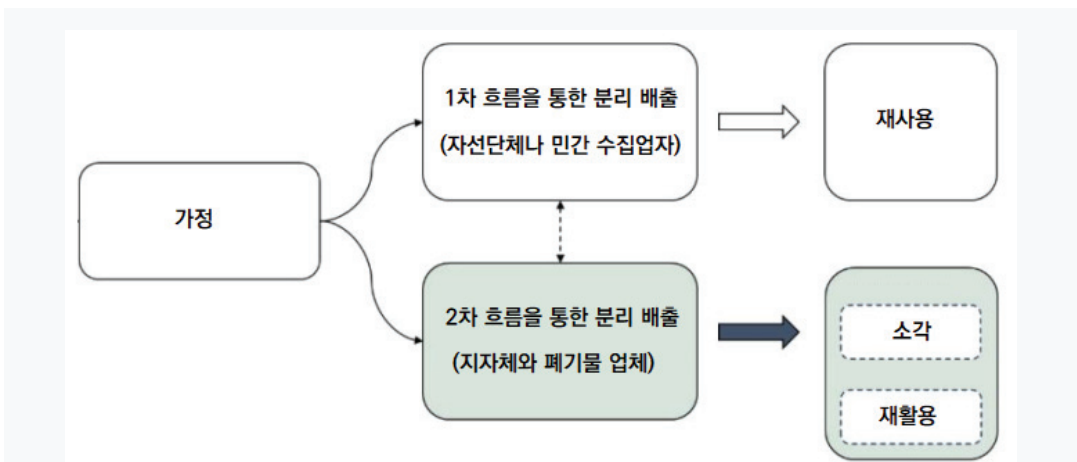 1차 흐름을 통한 분리 배출
(자선단체나 민간 수집업자)
재사용
가정
2차 흐름을 통한 분리 배출
(지자체와 폐기물 업체)
소각
재활용